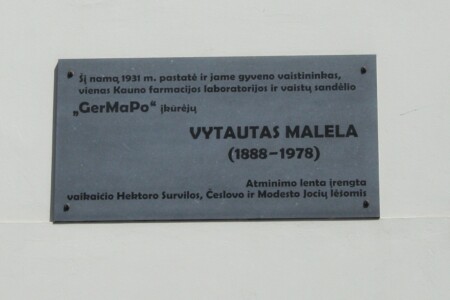 Šį namą 1931 m. pastatė ir jame gyveno vaistininkas,
vienas Kauno farmacijos laboratorijos ir vaistų sandėlio
„GerMaPo“ įkūrėjų
VYTAUTAS MALELA
(1888–1978)
Atminimo lenta įrengta
vaikaičio Hektoro Survilos, Česlovo ir Modesto Jocių lėšomis